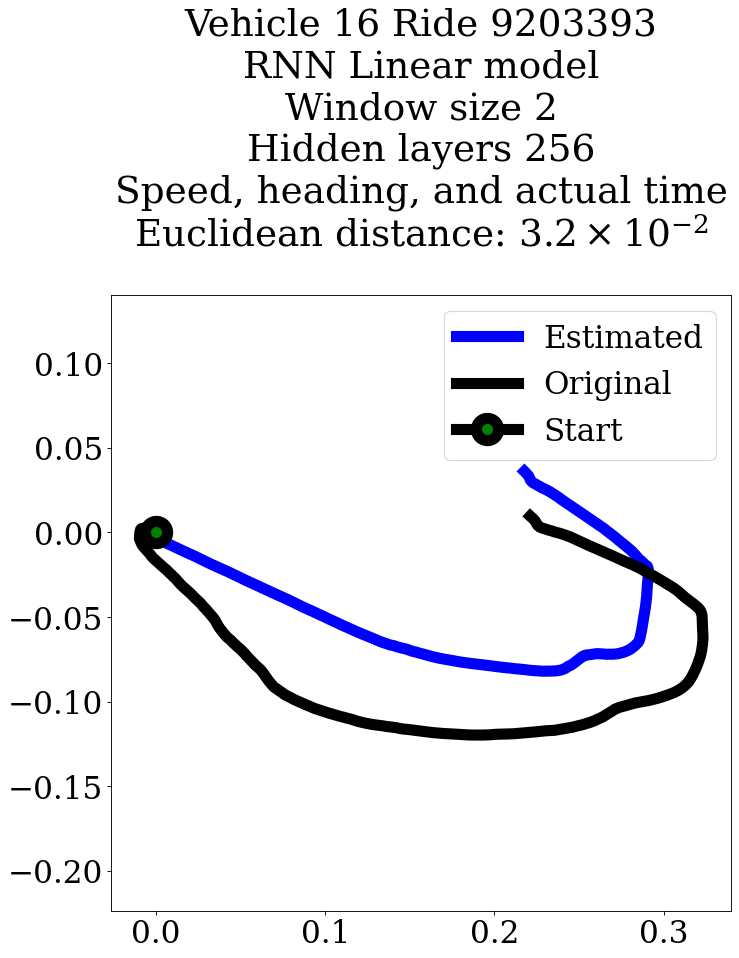 Vehicle 16 Ride 9203393
RNN Linear model
Window size 2
Hidden layers 256
Speed, heading, and actual time
Euclidean distance: 3.2 × 10⁻²
Estimated
Original
Start
0.10
0.05
0.00
−0.05
−0.10
−0.15
−0.20
0.0 0.1 0.2 0.3